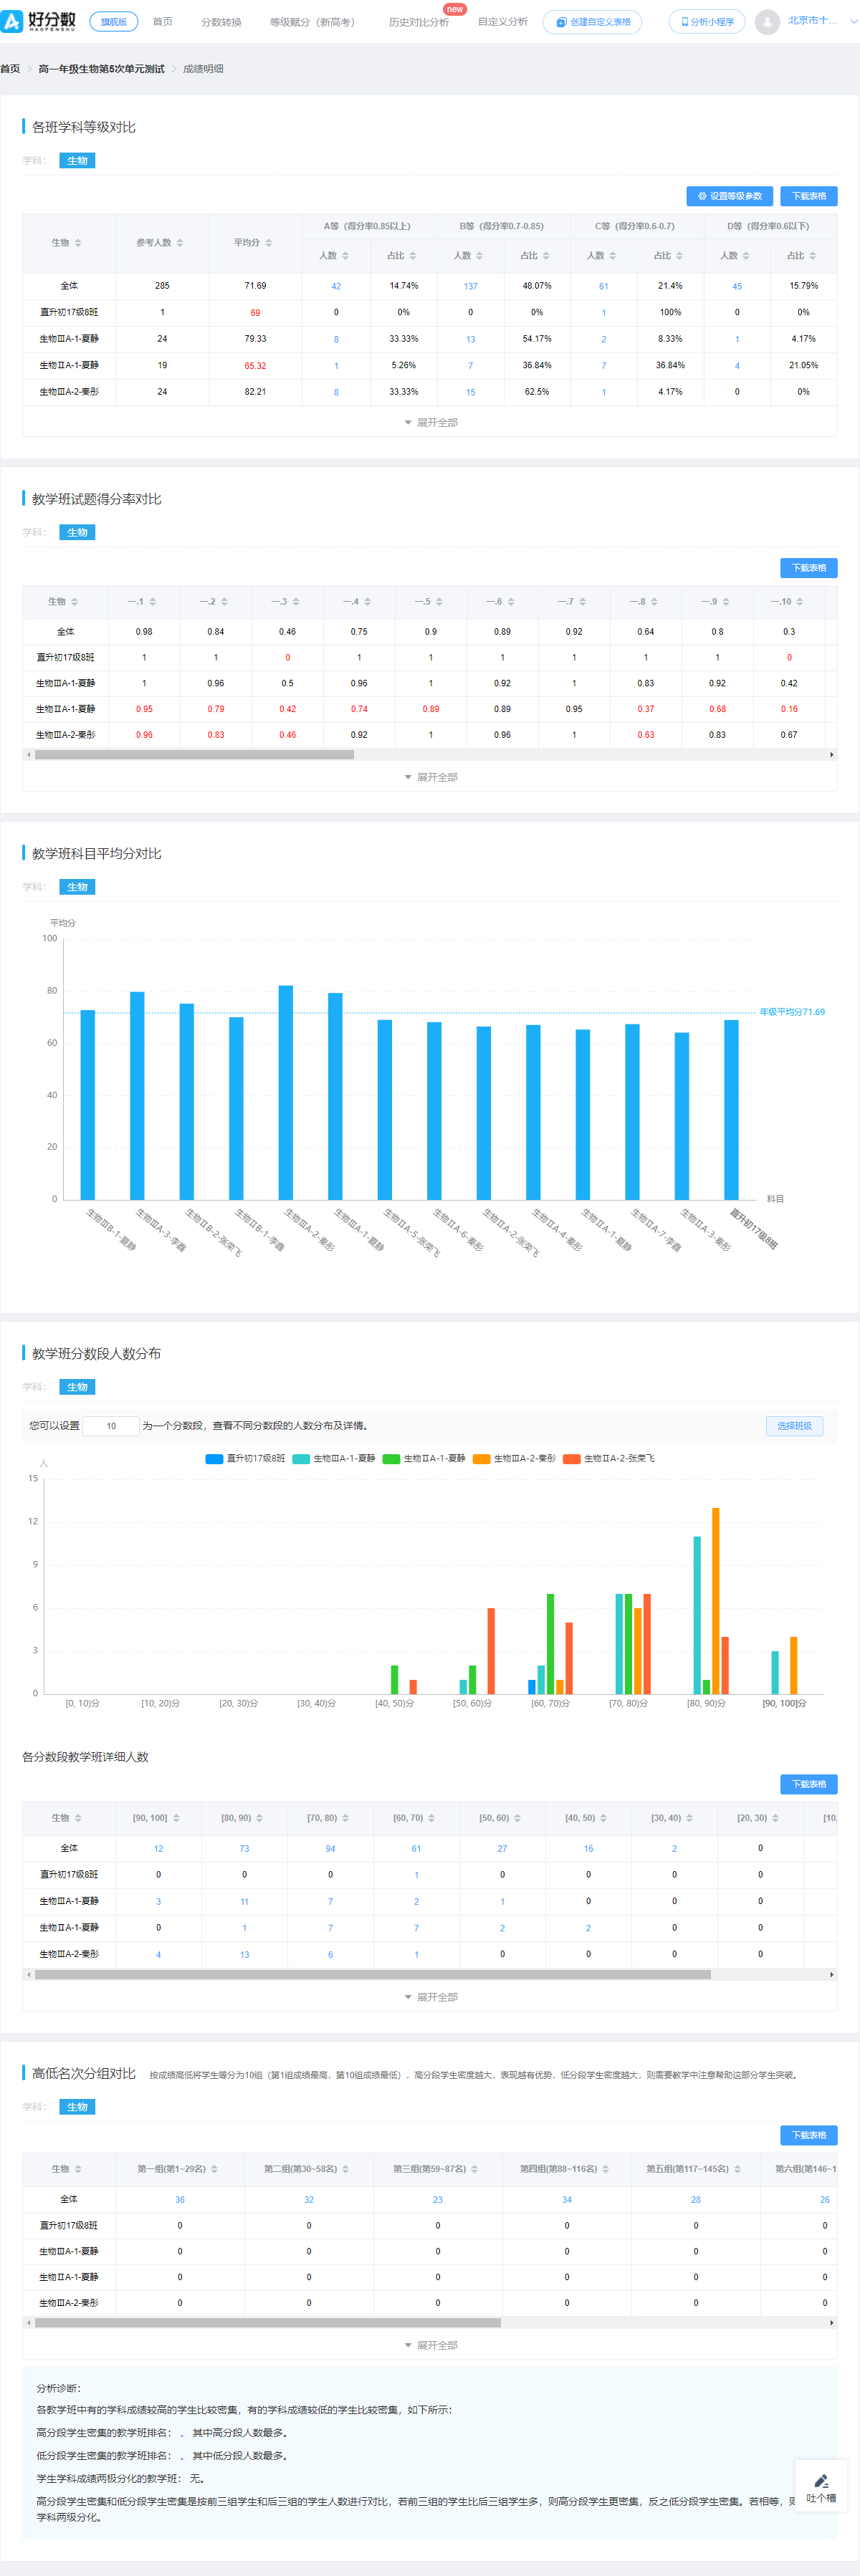 好分数
HAOFENSHU
旗舰版
首页
分数转换
等级赋分（新高考）
历史对比分析
new
自定义分析
创建自定义表格
分析小程序
北京市十...
首页 > 高一年级生物第5次单元测试 > 成绩明细
各班学科等级对比
学科： 生物
设置等级参数 下载表格
生物 参考人数 平均分 A等（得分率0.85以上） B等（得分率0.7-0.85） C等（得分率0.6-0.7） D等（得分率0.6以下）
人数 占比 人数 占比 人数 占比 人数 占比
全体 285 71.69 42 14.74% 137 48.07% 61 21.4% 45 15.79%
直升初17级8班 1 69 0 0% 0 0% 1 100% 0 0%
生物ⅢA-1-夏静 24 79.33 8 33.33% 13 54.17% 2 8.33% 1 4.17%
生物ⅡA-1-夏静 19 65.32 1 5.26% 7 36.84% 7 36.84% 4 21.05%
生物ⅢA-2-秦彤 24 82.21 8 33.33% 15 62.5% 1 4.17% 0 0%
展开全部
教学班试题得分率对比
学科： 生物
下载表格
生物 一.1 一.2 一.3 一.4 一.5 一.6 一.7 一.8 一.9 一.10
全体 0.98 0.84 0.46 0.75 0.9 0.89 0.92 0.64 0.8 0.3
直升初17级8班 1 1 0 1 1 1 1 1 1 0
生物ⅢA-1-夏静 1 0.96 0.5 0.96 1 0.92 1 0.83 0.92 0.42
生物ⅡA-1-夏静 0.95 0.79 0.42 0.74 0.89 0.89 0.95 0.37 0.68 0.16
生物ⅢA-2-秦彤 0.96 0.83 0.46 0.92 1 0.96 1 0.63 0.83 0.67
展开全部
教学班科目平均分对比
学科： 生物
平均分
100
80
年级平均分71.69
60
40
20
0
科目
生物ⅢB-1-夏静
生物ⅢA-3-李鑫
生物ⅡB-2-张荣飞
生物ⅡB-1-李鑫
生物ⅢA-2-秦彤
生物ⅢA-1-夏静
生物ⅡA-5-张荣飞
生物ⅡA-6-秦彤
生物ⅡA-2-张荣飞
生物ⅡA-4-秦彤
生物ⅡA-1-夏静
生物ⅡA-7-李鑫
生物ⅡA-3-秦彤
直升初17级8班
教学班分数段人数分布
学科： 生物
您可以设置 10 为一个分数段，查看不同分数段的人数分布及详情。
选择班级
直升初17级8班 生物ⅢA-1-夏静 生物ⅡA-1-夏静 生物ⅢA-2-秦彤 生物ⅡA-2-张荣飞
人
15
12
9
6
3
0
[0, 10)分 [10, 20)分 [20, 30)分 [30, 40)分 [40, 50)分 [50, 60)分 [60, 70)分 [70, 80)分 [80, 90)分 [90, 100]分
各分数段教学班详细人数
下载表格
生物 [90, 100] [80, 90) [70, 80) [60, 70) [50, 60) [40, 50) [30, 40) [20, 30) [10,
全体 12 73 94 61 27 16 2 0
直升初17级8班 0 0 0 1 0 0 0 0
生物ⅢA-1-夏静 3 11 7 2 1 0 0 0
生物ⅡA-1-夏静 0 1 7 7 2 2 0 0
生物ⅢA-2-秦彤 4 13 6 1 0 0 0 0
展开全部
高低名次分组对比 按成绩高低将学生等分为10组（第1组成绩最高，第10组成绩最低），高分段学生密度越大，表现越有优势，低分段学生密度越大，则需要教学中注意帮助这部分学生突破。
学科： 生物
下载表格
生物 第一组(第1~29名) 第二组(第30~58名) 第三组(第59~87名) 第四组(第88~116名) 第五组(第117~145名) 第六组(第146~1
全体 36 32 23 34 28 26
直升初17级8班 0 0 0 0 0 0
生物ⅢA-1-夏静 0 0 0 0 0 0
生物ⅡA-1-夏静 0 0 0 0 0 0
生物ⅢA-2-秦彤 0 0 0 0 0 0
展开全部
分析诊断：
各教学班中有的学科成绩较高的学生比较密集，有的学科成绩较低的学生比较密集，如下所示：
高分段学生密集的教学班排名： 。 其中高分段人数最多。
低分段学生密集的教学班排名： 。 其中低分段人数最多。
学生学科成绩两极分化的教学班： 无。
高分段学生密集和低分段学生密集是按前三组学生和后三组的学生人数进行对比，若前三组的学生比后三组学生多，则高分段学生更密集，反之低分段学生密集。若相等，则
学科两级分化。
吐个槽